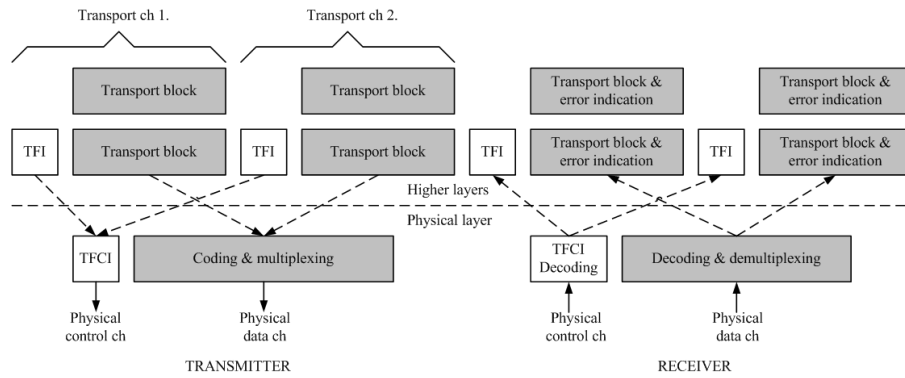 Transport ch 1.
Transport ch 2.
Transport block
Transport block
Transport block &
error indication
Transport block &
error indication
TFI
Transport block
TFI
Transport block
TFI
Transport block &
error indication
TFI
Transport block &
error indication
Higher layers
Physical layer
TFCI
Coding & multiplexing
TFCI
Decoding
Decoding & demultiplexing
Physical
control ch
Physical
data ch
Physical
control ch
Physical
data ch
TRANSMITTER
RECEIVER